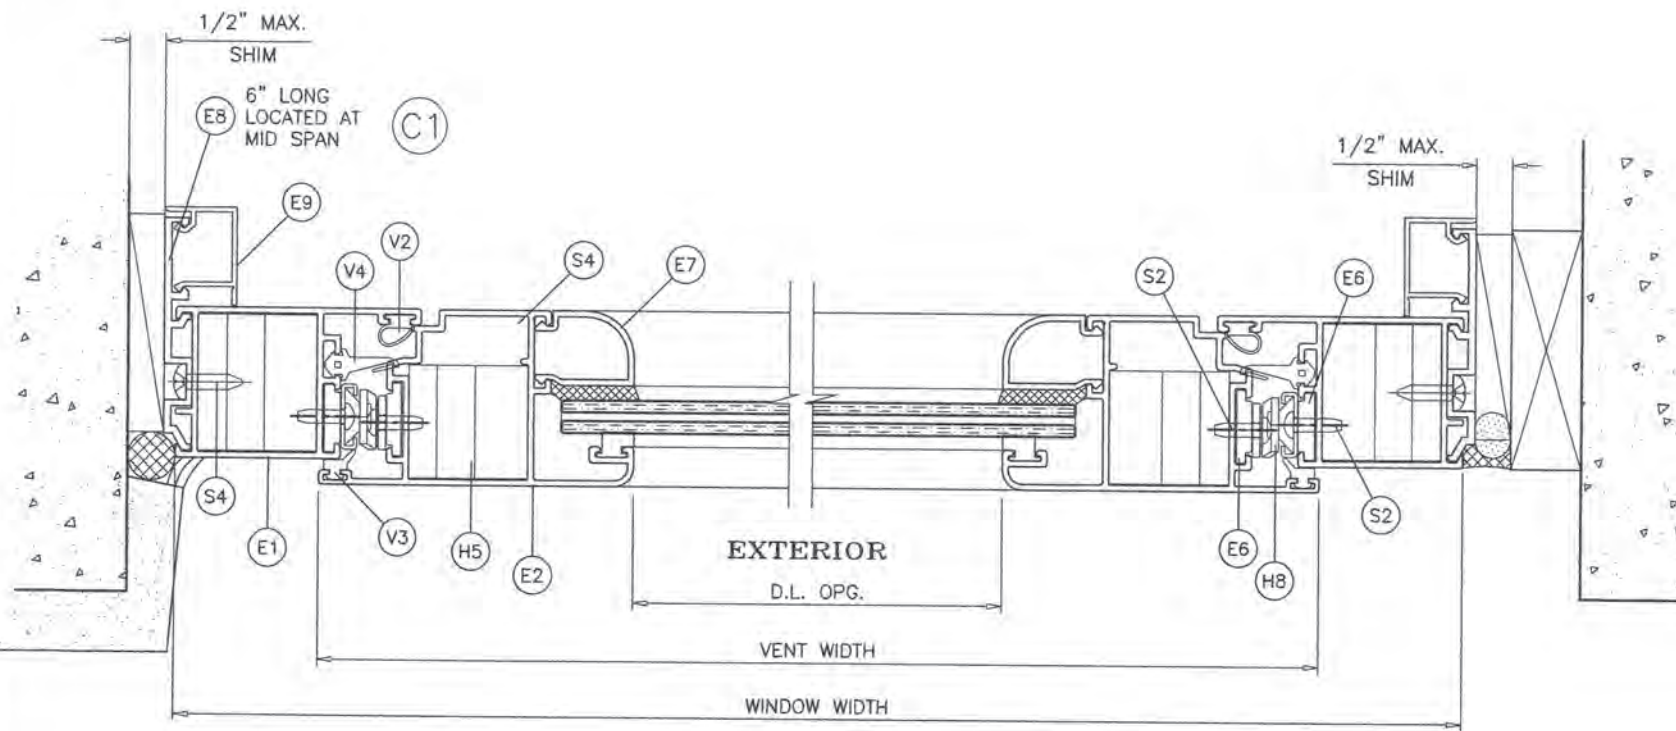 1/2" MAX.
SHIM
E8
6" LONG
LOCATED AT
MID SPAN
C1
1/2" MAX.
SHIM
E9
V2
V4
S4
E7
S2
E6
S4
E1
V3
H5
E2
EXTERIOR
D.L. OPG.
E6
H8
S2
VENT WIDTH
WINDOW WIDTH